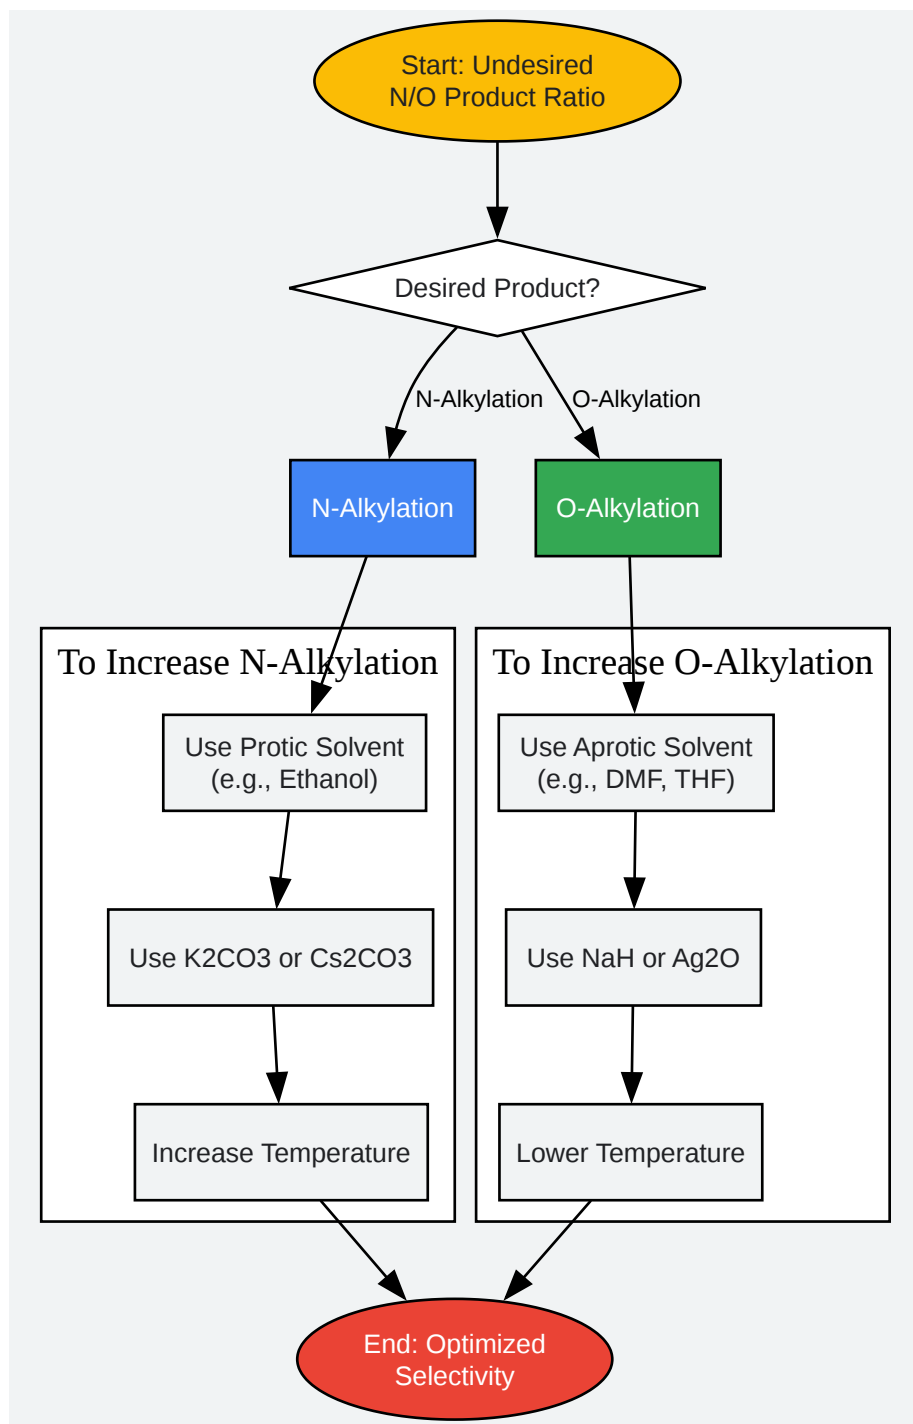 Start: Undesired
N/O Product Ratio
Desired Product?
N-Alkylation
O-Alkylation
N-Alkylation
O-Alkylation
To Increase N-Alkylation
Use Protic Solvent
(e.g., Ethanol)
Use K2CO3 or Cs2CO3
Increase Temperature
To Increase O-Alkylation
Use Aprotic Solvent
(e.g., DMF, THF)
Use NaH or Ag2O
Lower Temperature
End: Optimized
Selectivity